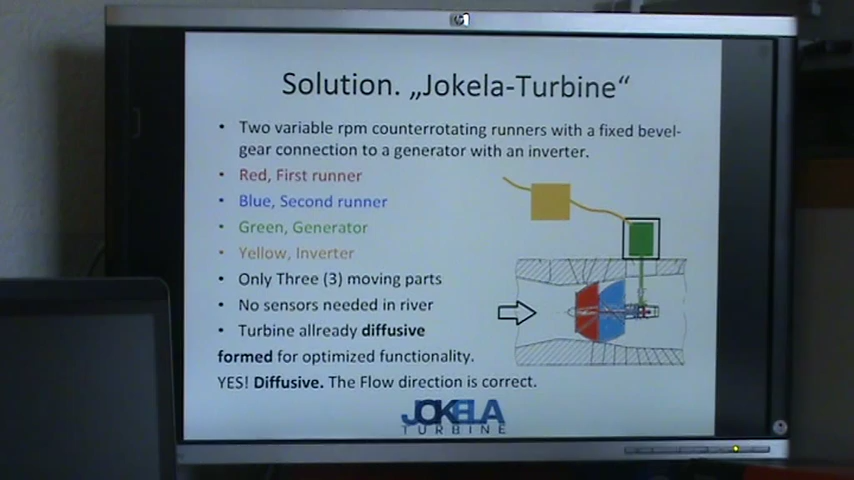 Solution. „Jokela-Turbine“
• Two variable rpm counterrotating runners with a fixed bevel-
gear connection to a generator with an inverter.
• Red, First runner
• Blue, Second runner
• Green, Generator
• Yellow, Inverter
• Only Three (3) moving parts
• No sensors needed in river
• Turbine allready diffusive
formed for optimized functionality.
YES! Diffusive. The Flow direction is correct.
JOKELA
TURBINE